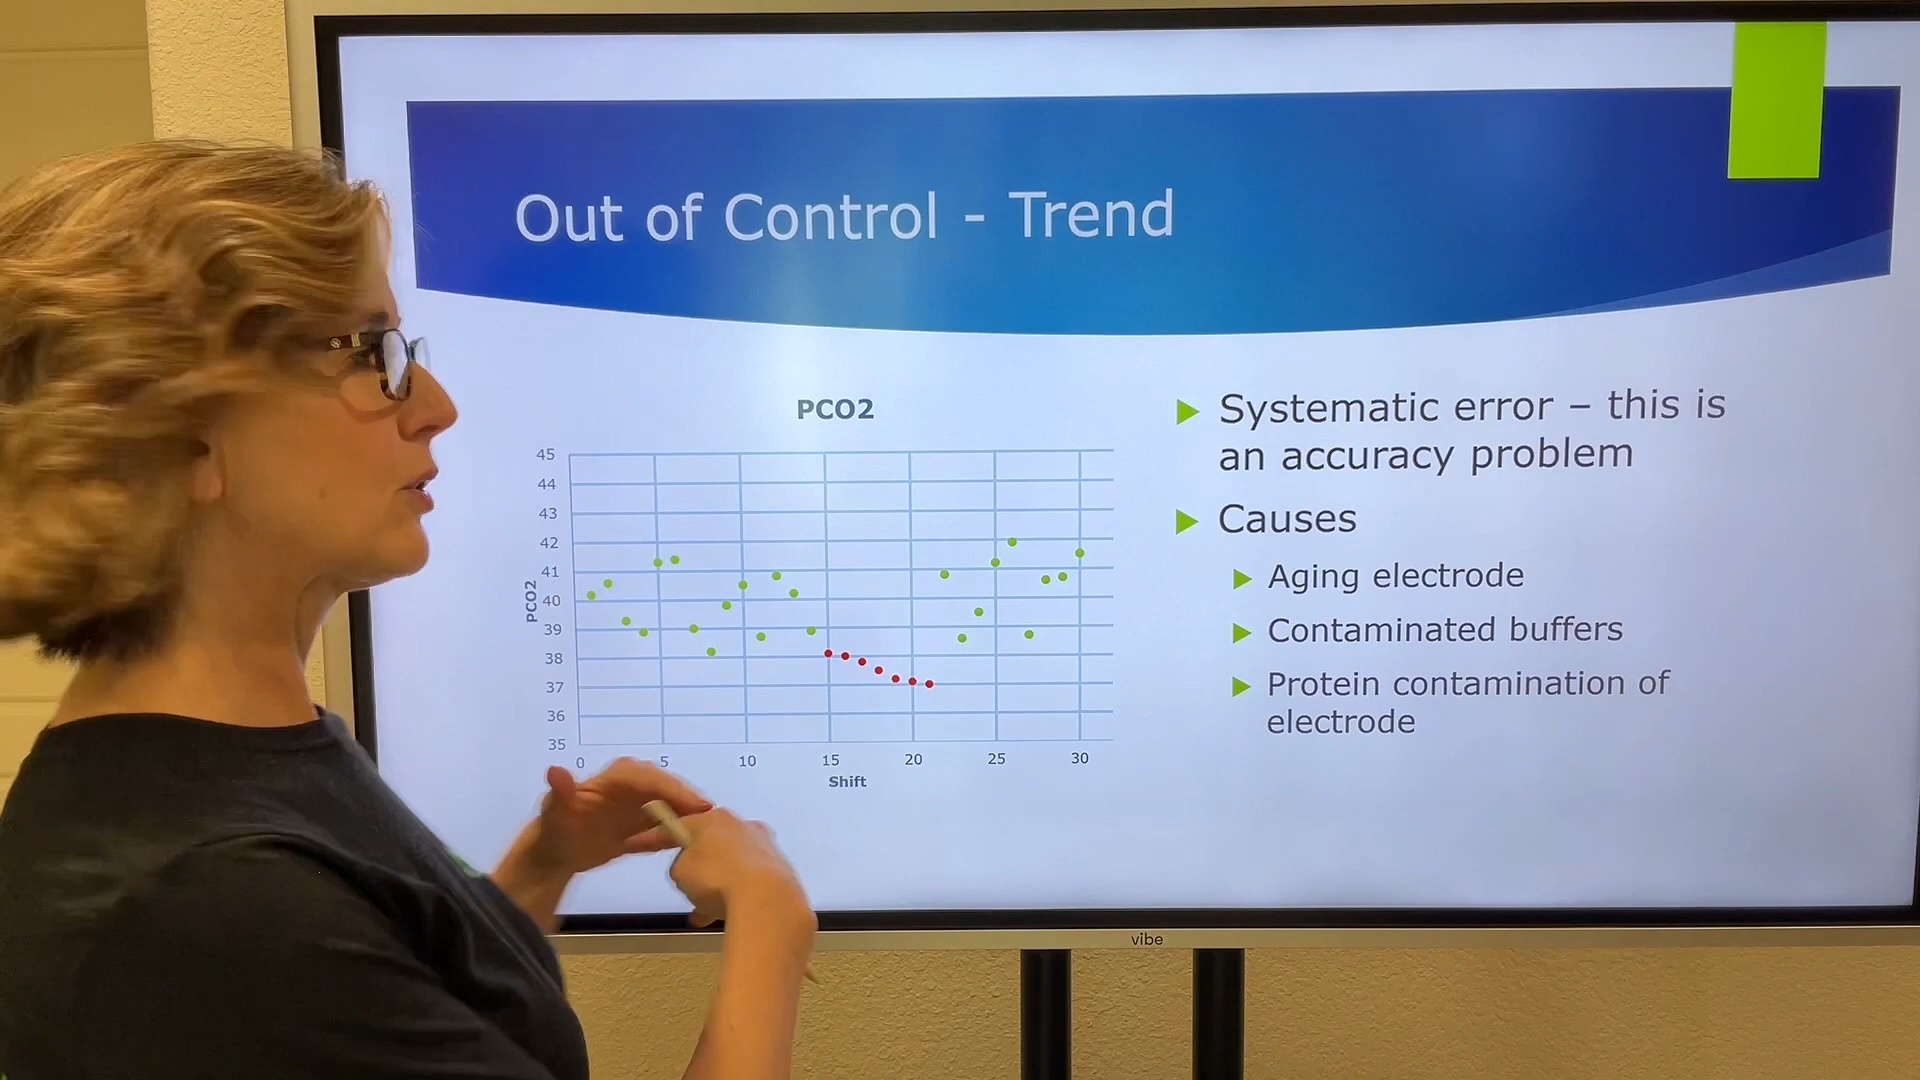 Out of Control - Trend
PCO2
45
44
43
42
41
40
39
38
37
36
35
PCO2
0 5 10 15 20 25 30
Shift
Systematic error – this is
an accuracy problem
Causes
Aging electrode
Contaminated buffers
Protein contamination of
electrode
vibe